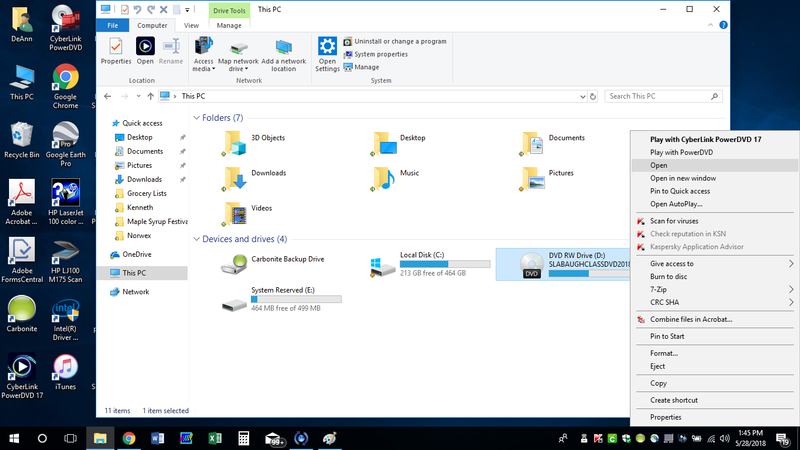 DeAnn
CyberLink PowerDVD
This PC
Google Chrome
Recycle Bin
Google Earth Pro
Adobe Acrobat ...
HP LaserJet 100 color ...
Adobe FormsCentral
HP LJ100 M175 Scan
Carbonite
Intel(R) Driver ...
CyberLink PowerDVD 17
iTunes
Drive Tools
This PC
File
Computer
View
Manage
Properties
Open
Rename
Location
Access media
Map network drive
Add a network location
Network
Open Settings
Uninstall or change a program
System properties
Manage
System
This PC
Search This PC
Quick access
Desktop
Documents
Pictures
Downloads
Grocery Lists
Kenneth
Maple Syrup Festiva
Norwex
OneDrive
This PC
Network
Folders (7)
3D Objects
Desktop
Documents
Downloads
Music
Pictures
Videos
Devices and drives (4)
Carbonite Backup Drive
Local Disk (C:)
213 GB free of 464 GB
DVD RW Drive (D:)
SLABAUGHCLASSDVD2018
DVD
System Reserved (E:)
464 MB free of 499 MB
11 items
1 item selected
Play with CyberLink PowerDVD 17
Play with PowerDVD
Open
Open in new window
Pin to Quick access
Open AutoPlay...
Scan for viruses
Check reputation in KSN
Kaspersky Application Advisor
Give access to
Burn to disc
7-Zip
CRC SHA
Combine files in Acrobat...
Pin to Start
Format...
Eject
Copy
Create shortcut
Properties
99+
1:45 PM
5/28/2018
19